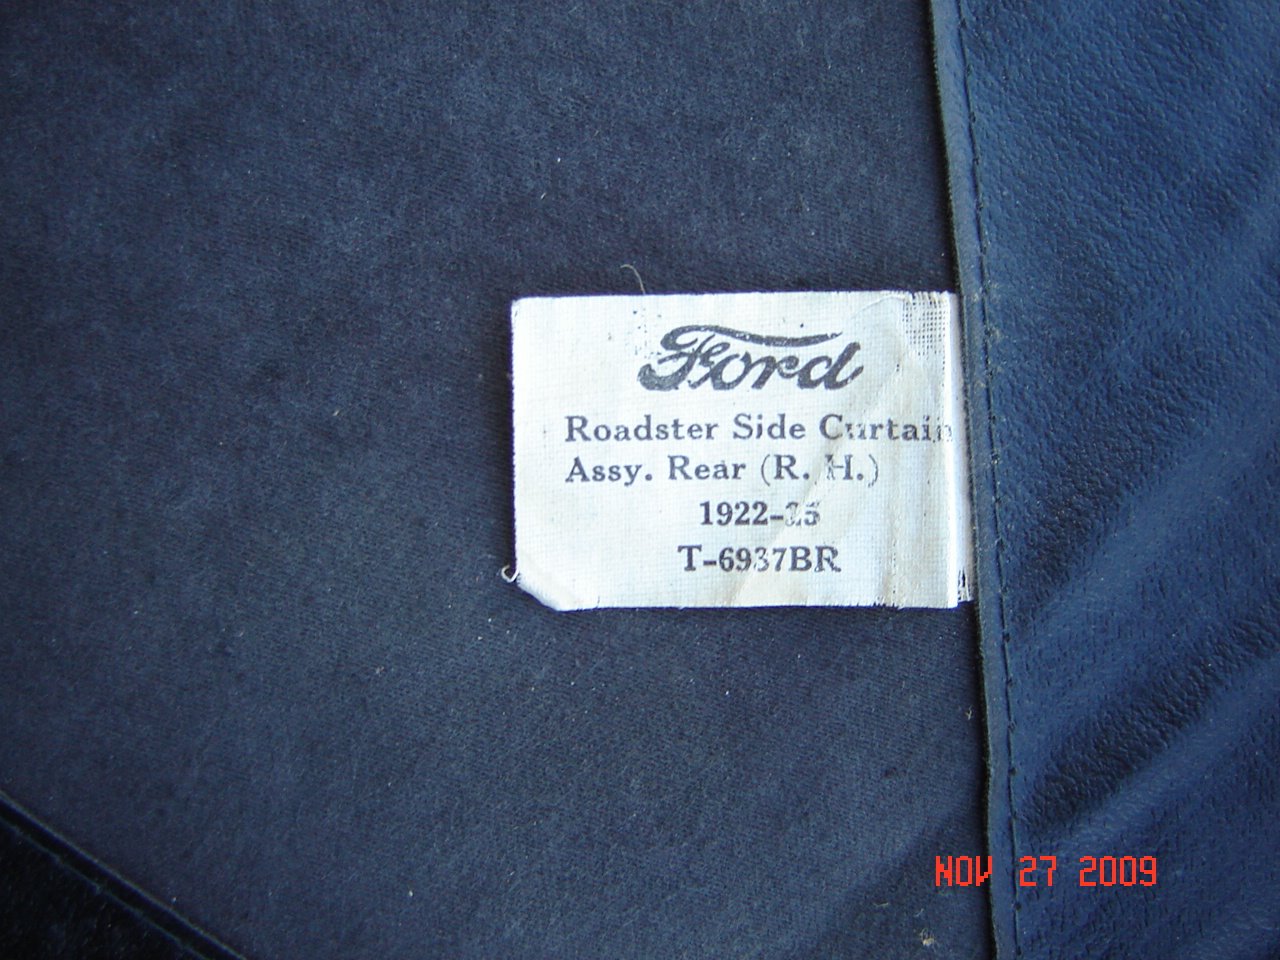 Ford
Roadster Side Curtain
Assy. Rear (R. H.)
1922-25
T-6937BR
NOV 27 2009